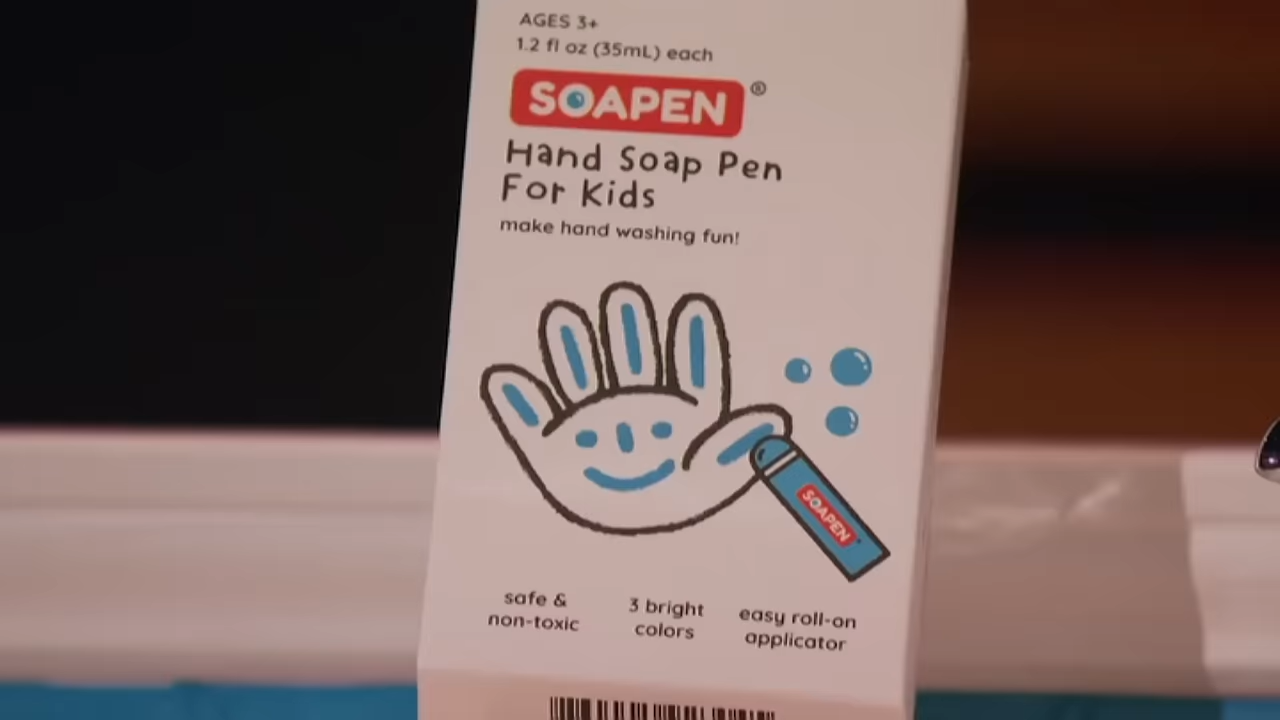 AGES 3+
1.2 fl oz (35mL) each
SOAPEN®
Hand Soap Pen
For Kids
make hand washing fun!
SOAPEN
safe &
non-toxic
3 bright
colors
easy roll-on
applicator